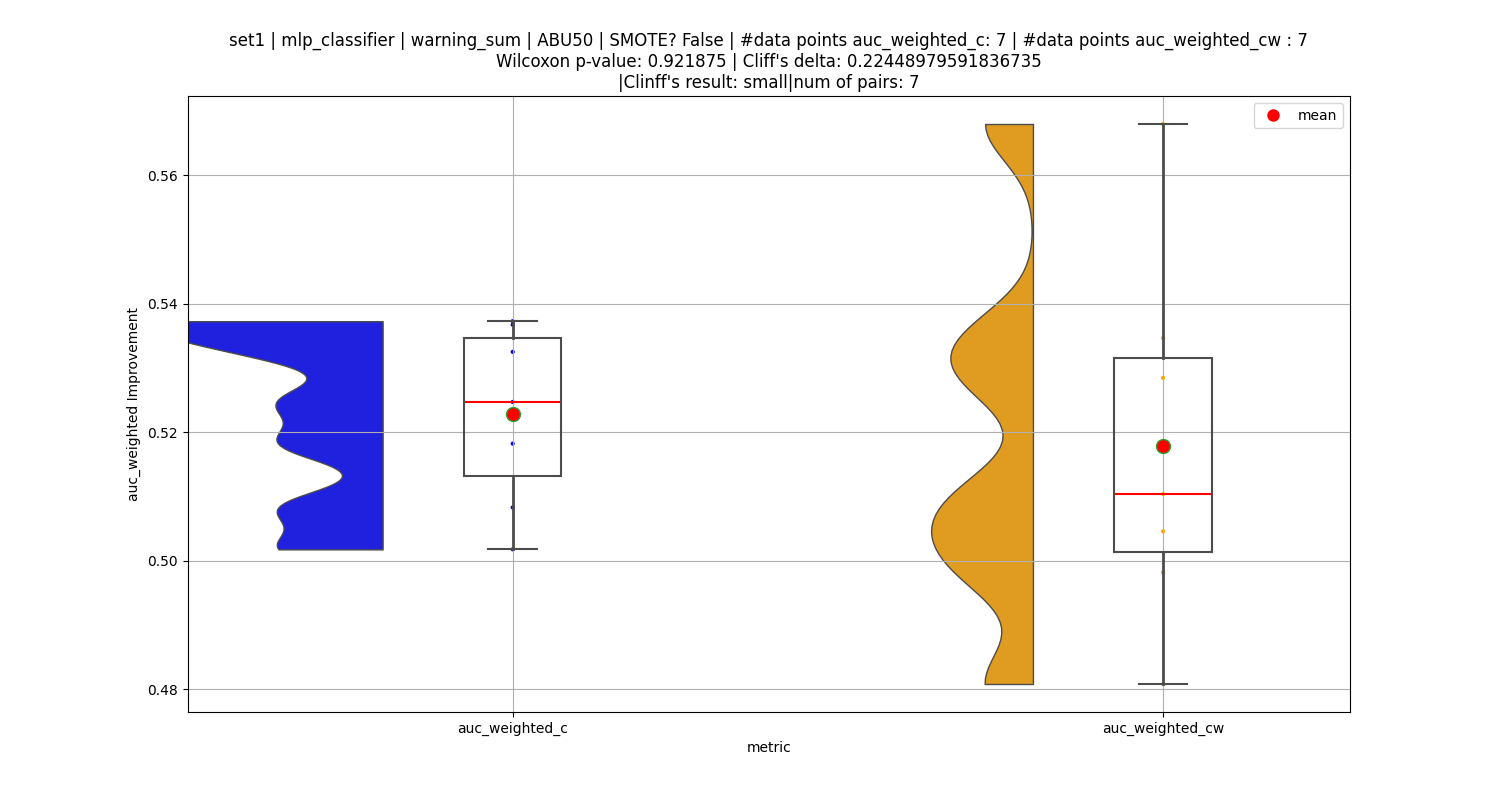 set1 | mlp_classifier | warning_sum | ABU50 | SMOTE? False | #data points auc_weighted_c: 7 | #data points auc_weighted_cw : 7
Wilcoxon p-value: 0.921875 | Cliff's delta: 0.22448979591836735
|Clinff's result: small|num of pairs: 7
mean
0.56
0.54
0.52
0.50
0.48
auc_weighted Improvement
auc_weighted_c
auc_weighted_cw
metric